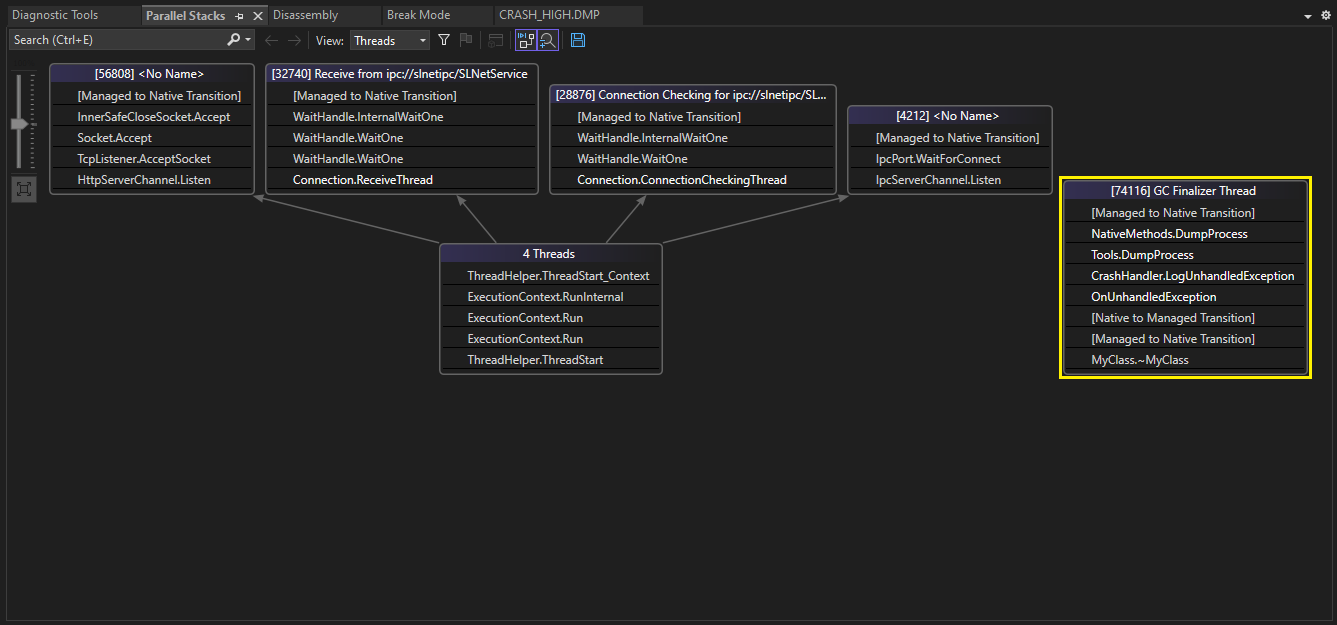 Diagnostic Tools
Parallel Stacks
Disassembly
Break Mode
CRASH_HIGH.DMP
Search (Ctrl+E)
View:
Threads
[56808] <No Name>
[Managed to Native Transition]
InnerSafeCloseSocket.Accept
Socket.Accept
TcpListener.AcceptSocket
HttpServerChannel.Listen
[32740] Receive from ipc://slnetipc/SLNetService
[Managed to Native Transition]
WaitHandle.InternalWaitOne
WaitHandle.WaitOne
WaitHandle.WaitOne
Connection.ReceiveThread
[28876] Connection Checking for ipc://slnetipc/SL...
[Managed to Native Transition]
WaitHandle.InternalWaitOne
WaitHandle.WaitOne
Connection.ConnectionCheckingThread
[4212] <No Name>
[Managed to Native Transition]
IpcPort.WaitForConnect
IpcServerChannel.Listen
[74116] GC Finalizer Thread
[Managed to Native Transition]
NativeMethods.DumpProcess
Tools.DumpProcess
CrashHandler.LogUnhandledException
OnUnhandledException
[Native to Managed Transition]
[Managed to Native Transition]
MyClass.~MyClass
4 Threads
ThreadHelper.ThreadStart_Context
ExecutionContext.RunInternal
ExecutionContext.Run
ExecutionContext.Run
ThreadHelper.ThreadStart